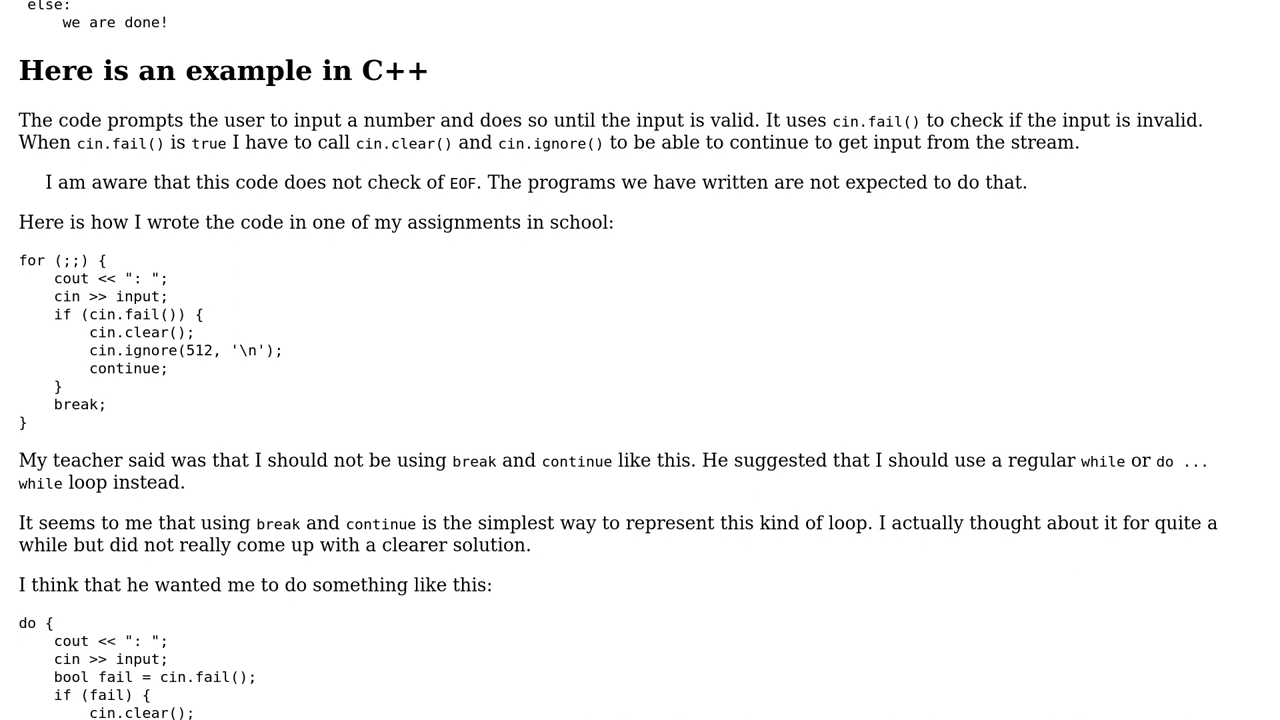 else:
we are done!
Here is an example in C++
The code prompts the user to input a number and does so until the input is valid. It uses cin.fail() to check if the input is invalid.
When cin.fail() is true I have to call cin.clear() and cin.ignore() to be able to continue to get input from the stream.
I am aware that this code does not check of EOF. The programs we have written are not expected to do that.
Here is how I wrote the code in one of my assignments in school:
for (;;) {
    cout << ": ";
    cin >> input;
    if (cin.fail()) {
        cin.clear();
        cin.ignore(512, '\n');
        continue;
    }
    break;
}
My teacher said was that I should not be using break and continue like this. He suggested that I should use a regular while or do ...
while loop instead.
It seems to me that using break and continue is the simplest way to represent this kind of loop. I actually thought about it for quite a
while but did not really come up with a clearer solution.
I think that he wanted me to do something like this:
do {
    cout << ": ";
    cin >> input;
    bool fail = cin.fail();
    if (fail) {
        cin.clear();